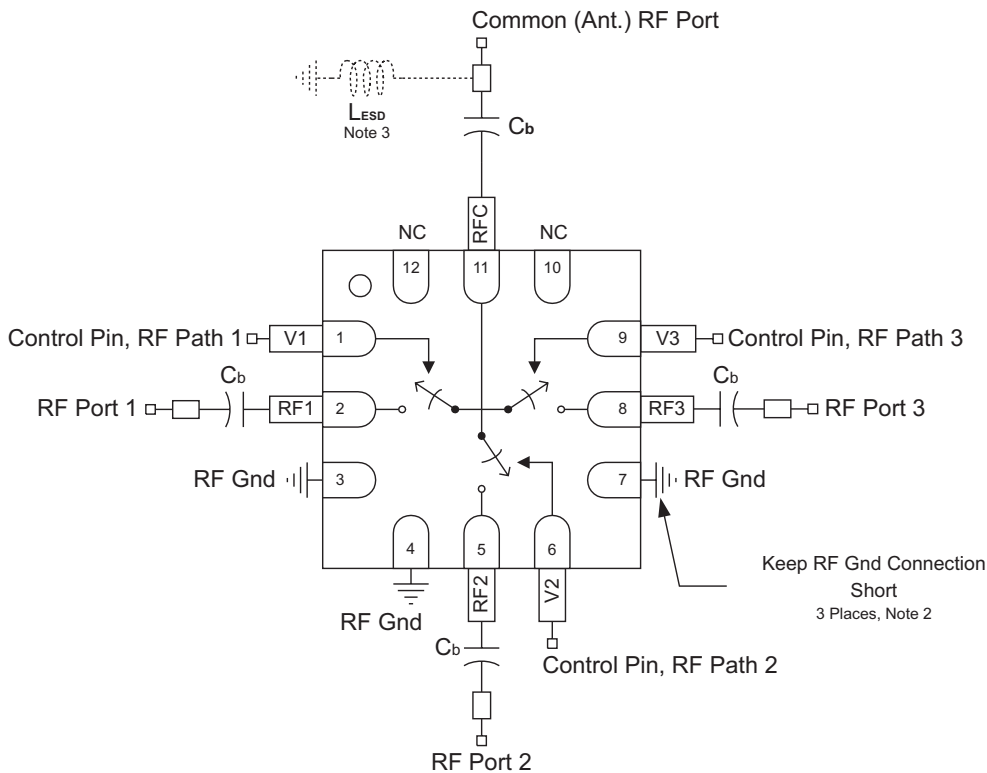 Common (Ant.) RF Port
LESD
Note 3
Cb
RFC
NC
NC
12
11
10
Control Pin, RF Path 1
V1
1
9
V3
Control Pin, RF Path 3
Cb
Cb
RF Port 1
RF1
2
8
RF3
RF Port 3
RF Gnd
3
7
RF Gnd
4
5
6
Keep RF Gnd Connection
Short
3 Places, Note 2
RF2
V2
RF Gnd
Cb
Control Pin, RF Path 2
RF Port 2